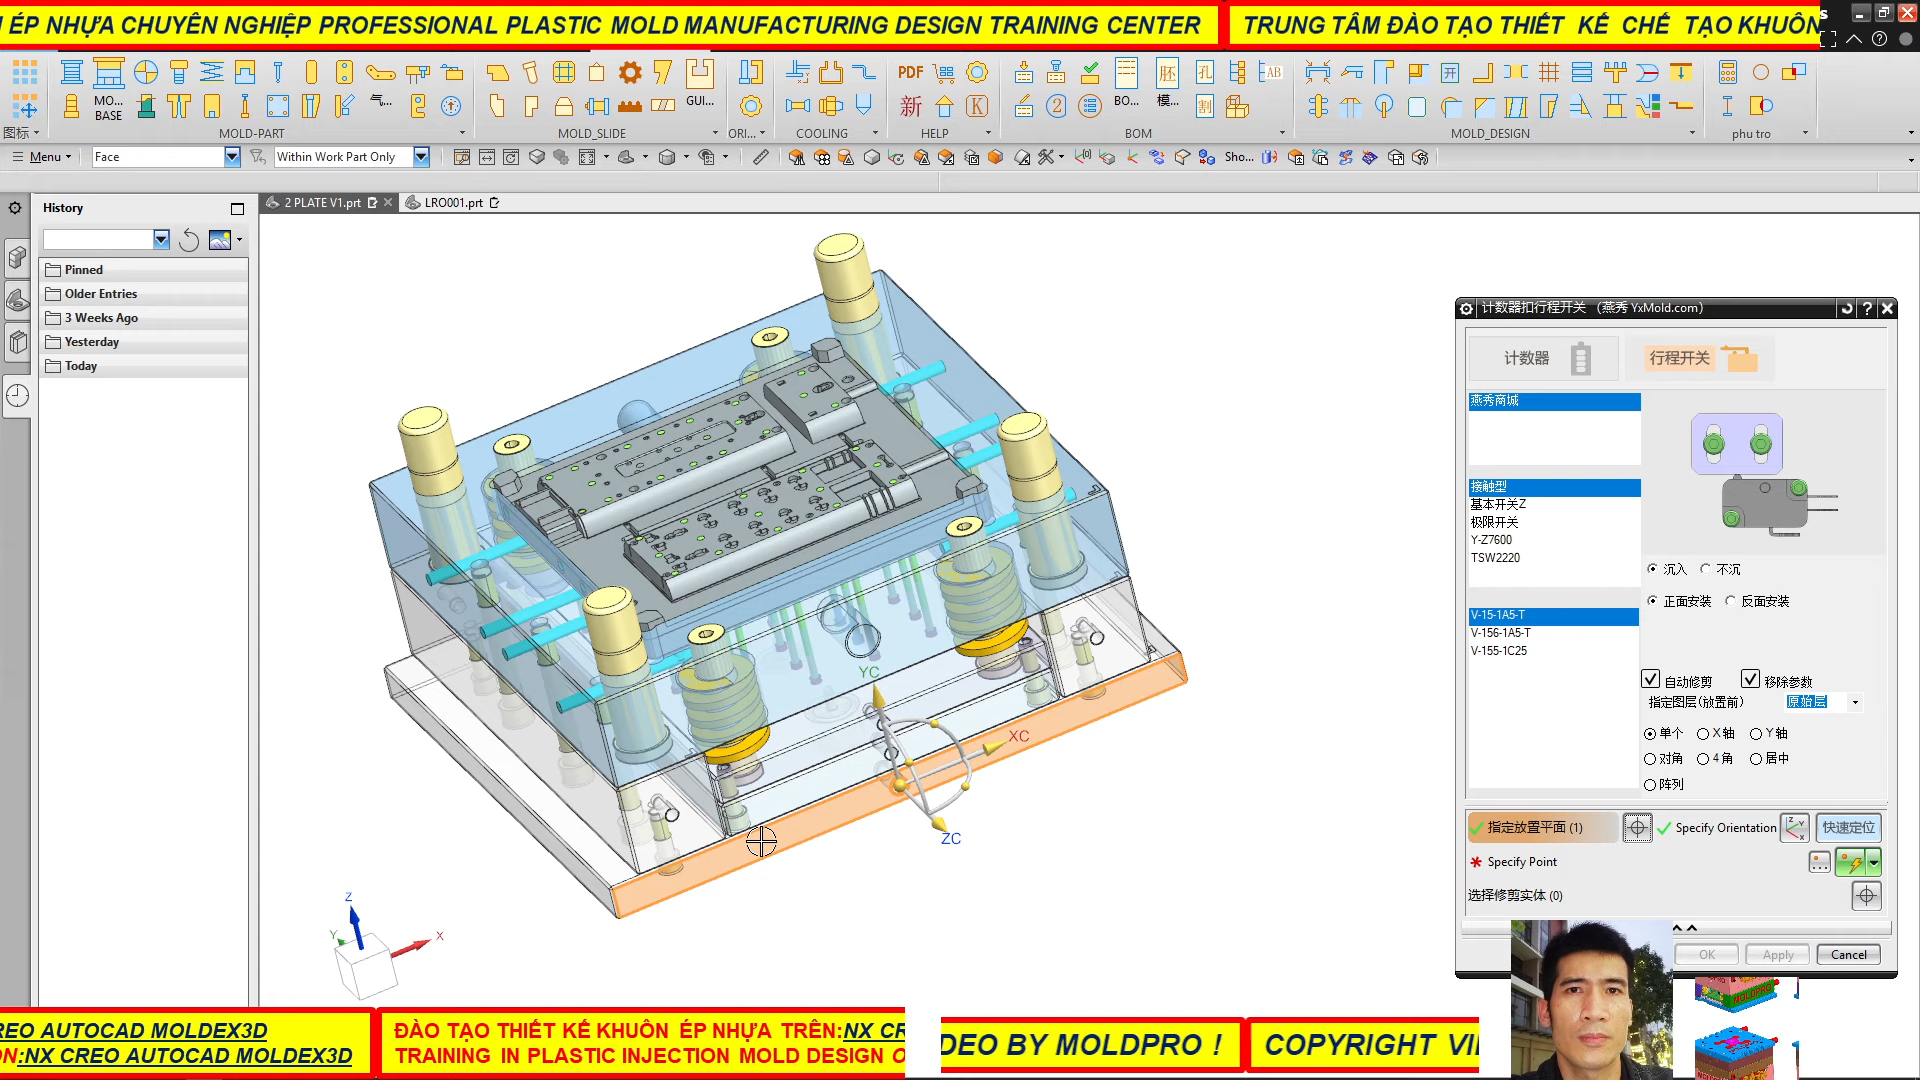 ÉP NHỰA CHUYÊN NGHIỆP PROFESSIONAL PLASTIC MOLD MANUFACTURING DESIGN TRAINING CENTER
TRUNG TÂM ĐÀO TẠO THIẾT KẾ CHẾ TẠO KHUÔN
PDF
MO...
BASE
GUI...
新
BO...
模...
图标
MOLD-PART
MOLD_SLIDE
ORI...
COOLING
HELP
BOM
MOLD_DESIGN
phu tro
Menu
Face
Within Work Part Only
Sho...
History
2 PLATE V1.prt
LRO001.prt
Pinned
Older Entries
3 Weeks Ago
Yesterday
Today
YC
XC
ZC
Z
Y
X
计数器扣行程开关 (燕秀 YxMold.com)
计数器
行程开关
燕秀商城
接触型
基本开关Z
极限开关
Y-Z7600
TSW2220
沉入
不沉
正面安装
反面安装
V-15-1A5-T
V-156-1A5-T
V-155-1C25
自动修剪
移除参数
指定图层(放置前)
原始层
单个
X轴
Y轴
对角
4角
居中
阵列
指定放置平面 (1)
Specify Orientation
快速定位
Specify Point
选择修剪实体 (0)
OK
Apply
Cancel
REO AUTOCAD MOLDEX3D
ON:NX CREO AUTOCAD MOLDEX3D
ĐÀO TẠO THIẾT KẾ KHUÔN ÉP NHỰA TRÊN:NX CR
TRAINING IN PLASTIC INJECTION MOLD DESIGN O
DEO BY MOLDPRO !
COPYRIGHT VI